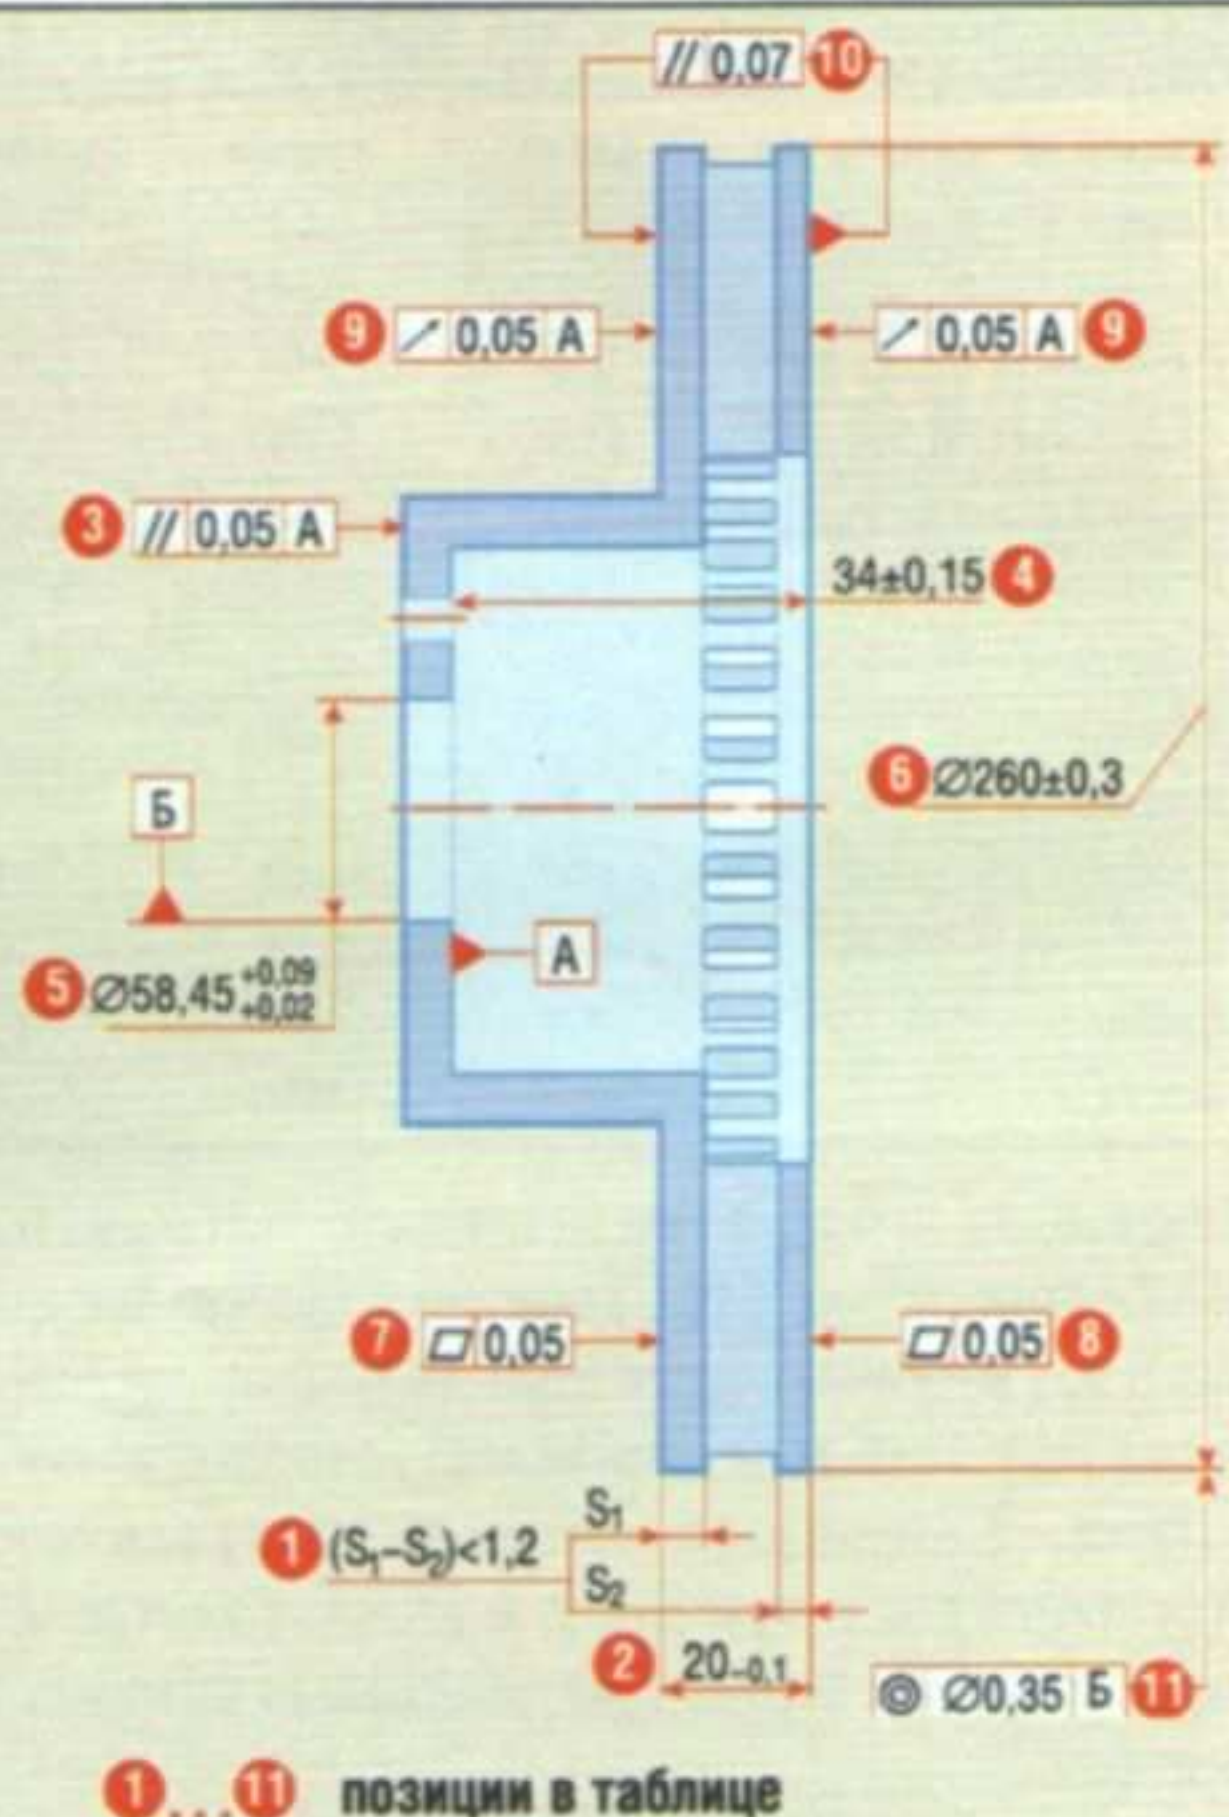 // 0,07 10
9 ↗ 0,05 А
↗ 0,05 А 9
3 // 0,05 А
34±0,15 4
6 Ø260±0,3
Б
А
5 Ø58,45 +0,09 +0,02
7 ▱ 0,05
▱ 0,05 8
S₁
1 (S₁–S₂)<1,2
S₂
2 20–0,1
◎ Ø0,35 Б 11
1...11 позиции в таблице